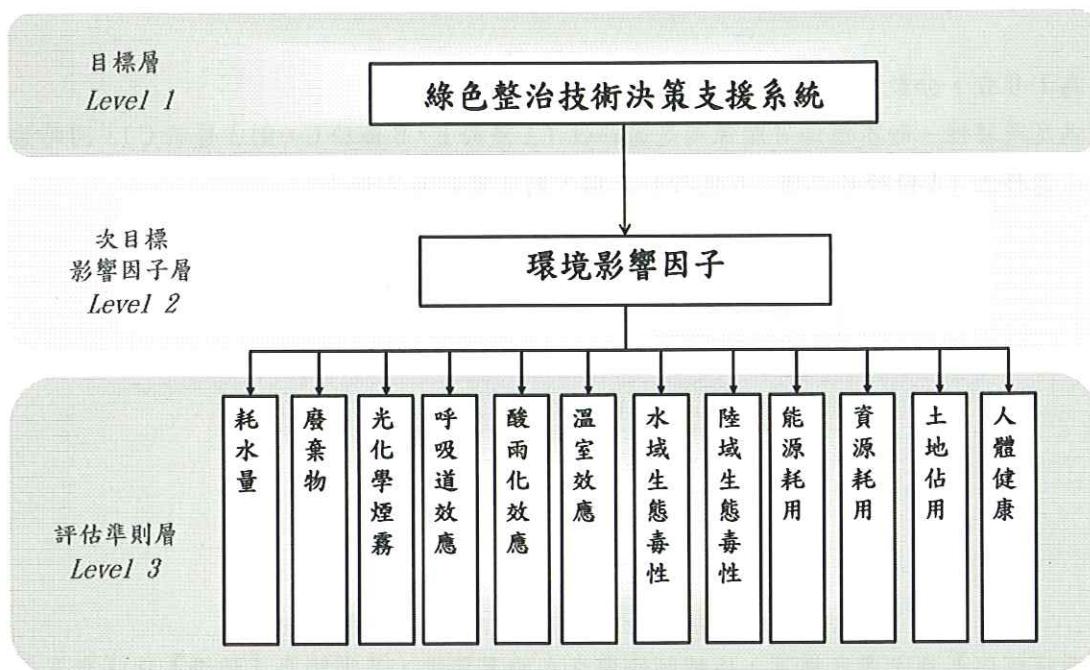 目標層
Level 1
綠色整治技術決策支援系統
次目標
影響因子層
Level 2
環境影響因子
耗水量
廢棄物
光化學煙霧
呼吸道效應
酸雨化效應
溫室效應
水域生態毒性
陸域生態毒性
能源耗用
資源耗用
土地佔用
人體健康
評估準則層
Level 3